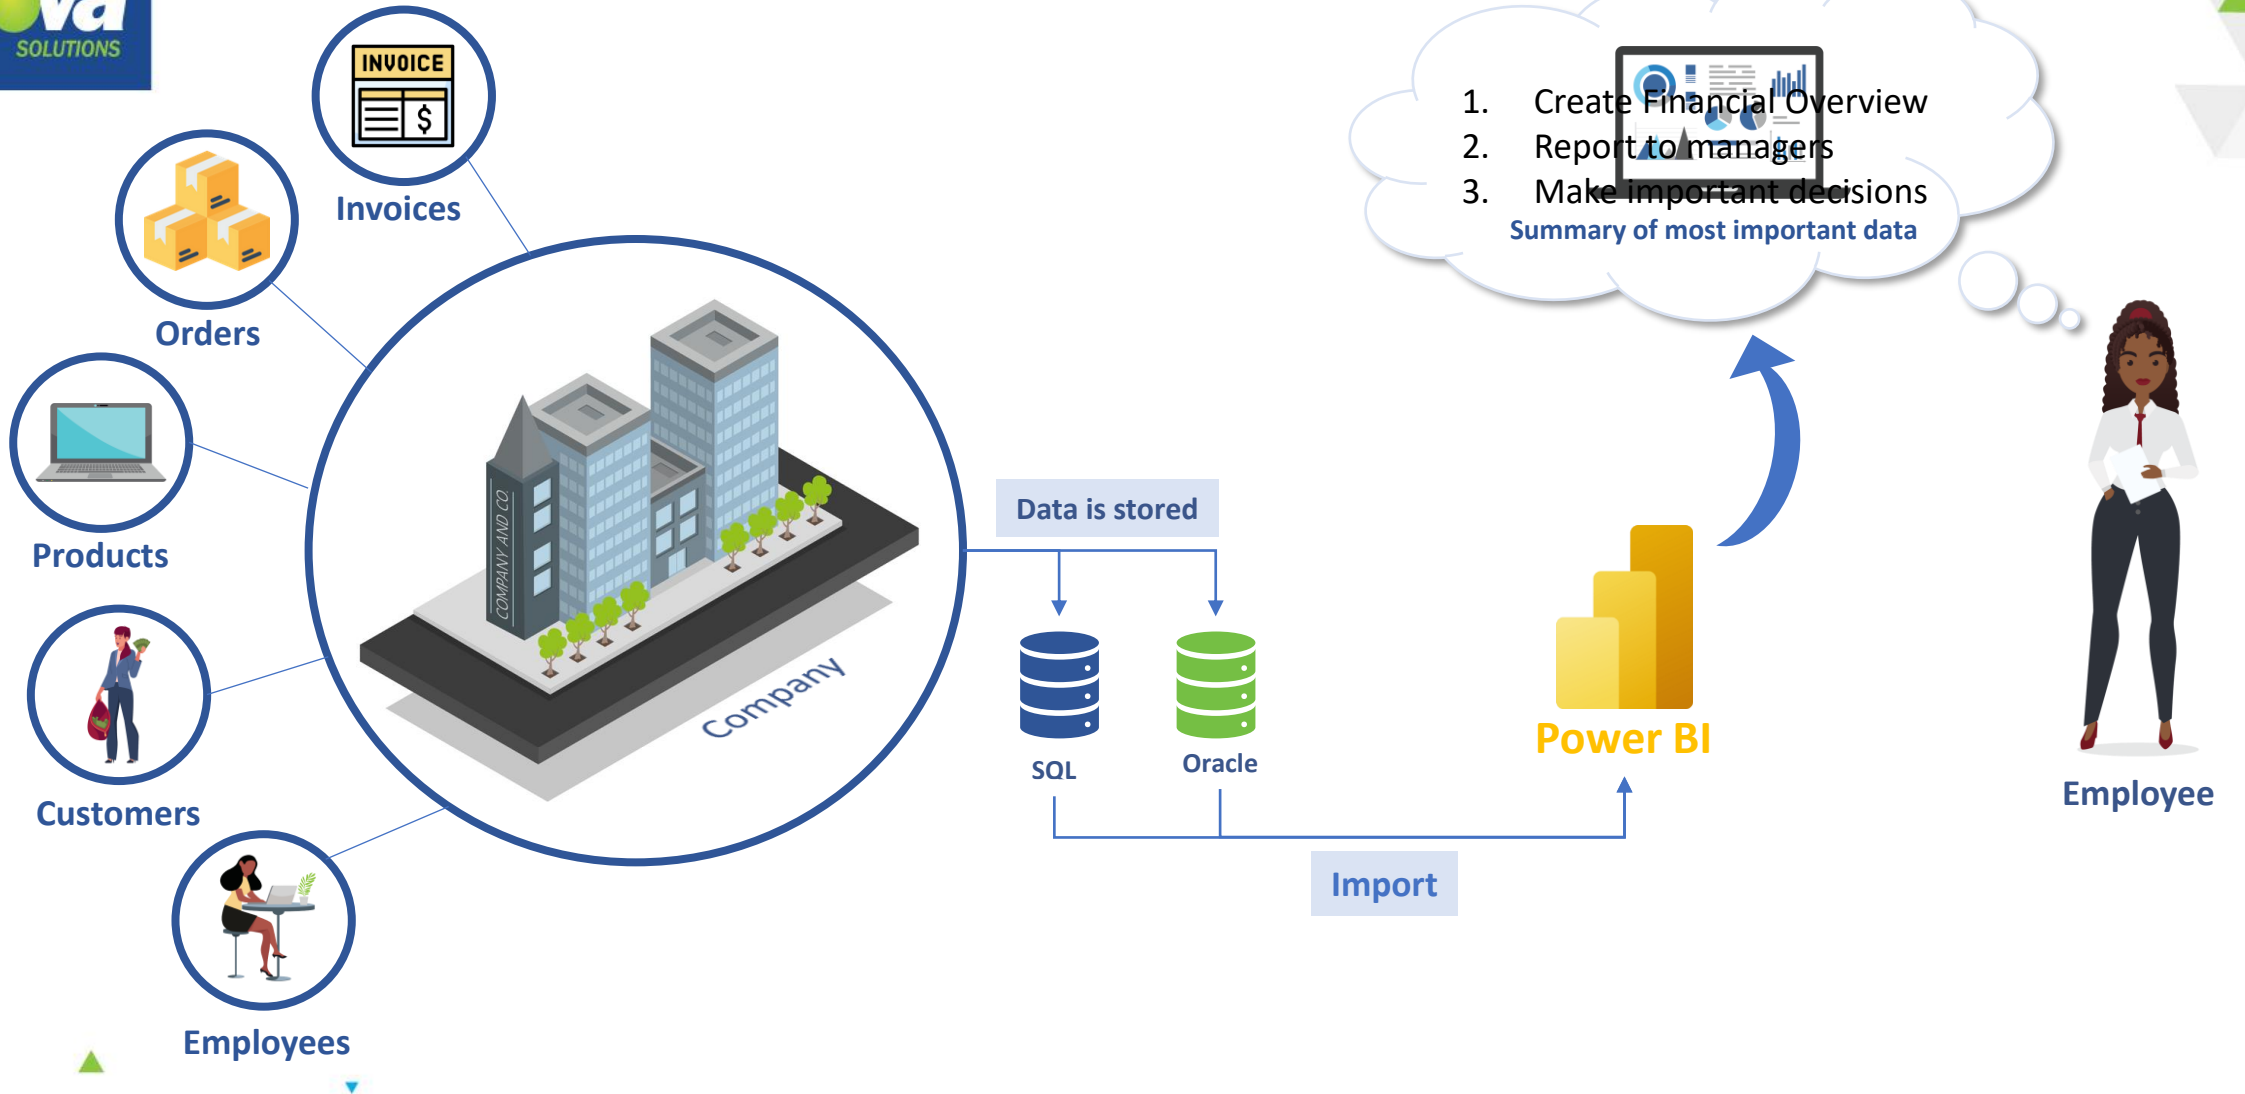 SOLUTIONS
INVOICE
$
Invoices
Orders
Products
Customers
Employees
COMPANY AND CO.
Company
Data is stored
SQL
Oracle
Import
Power BI
1. Create Financial Overview
2. Report to managers
3. Make important decisions
Summary of most important data
Employee